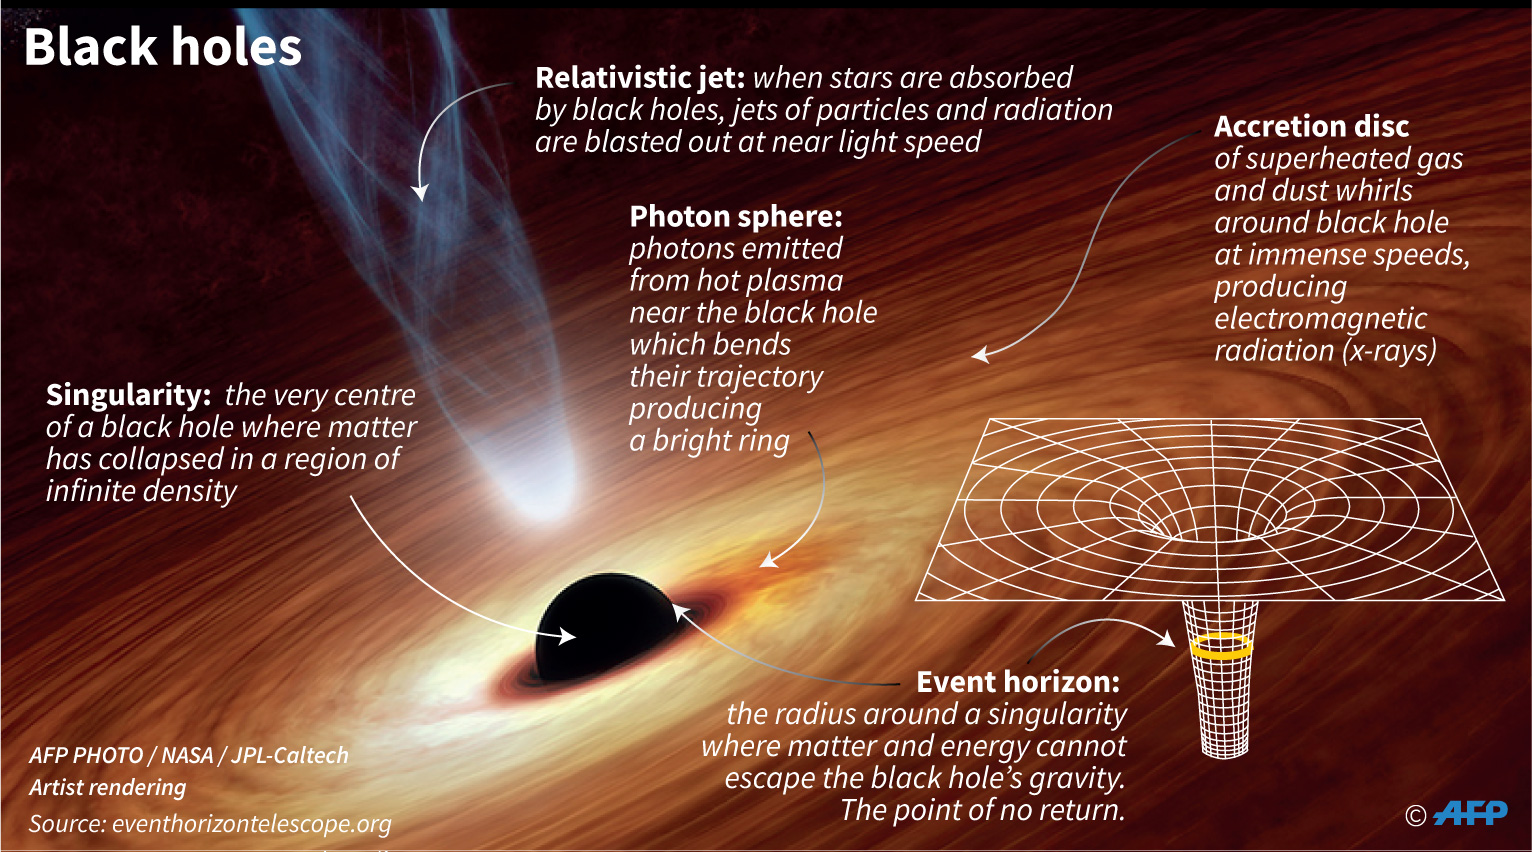 Black holes
Relativistic jet: when stars are absorbed
by black holes, jets of particles and radiation
are blasted out at near light speed
Accretion disc
of superheated gas
and dust whirls
around black hole
at immense speeds,
producing
electromagnetic
radiation (x-rays)
Photon sphere:
photons emitted
from hot plasma
near the black hole
which bends
their trajectory
producing
a bright ring
Singularity: the very centre
of a black hole where matter
has collapsed in a region of
infinite density
Event horizon:
the radius around a singularity
where matter and energy cannot
escape the black hole’s gravity.
The point of no return.
AFP PHOTO / NASA / JPL-Caltech
Artist rendering
Source: eventhorizontelescope.org
© AFP